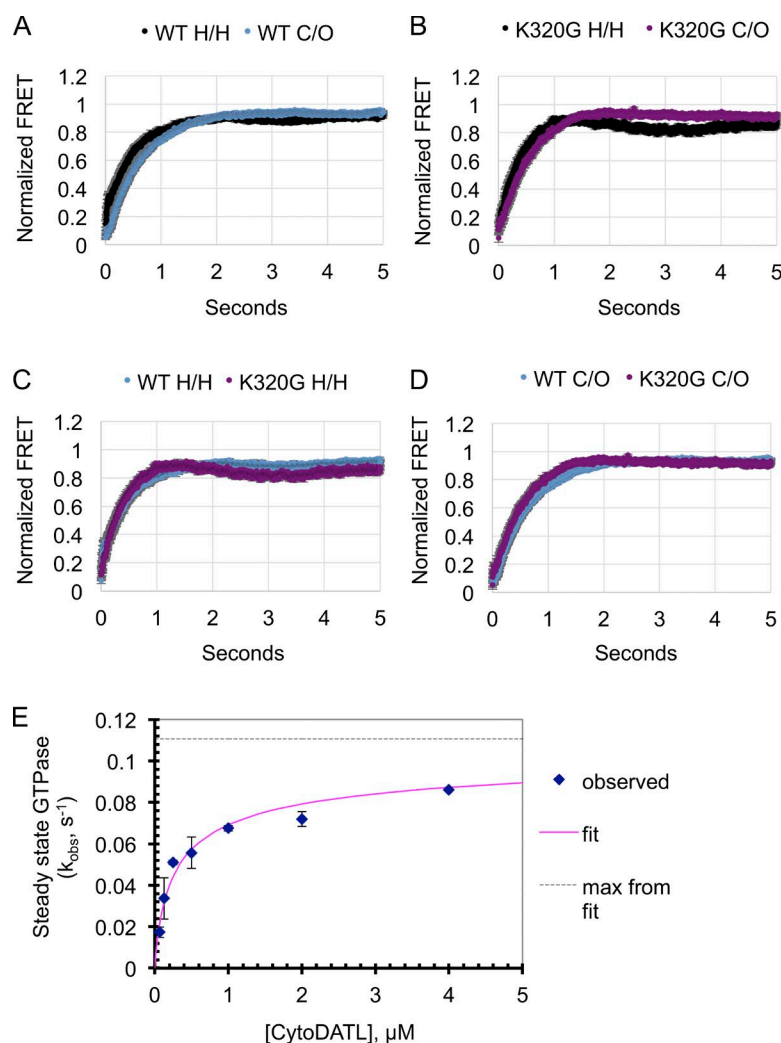 A
WT H/H WT C/O
Normalized FRET
1.2
1
0.8
0.6
0.4
0.2
0
0 1 2 3 4 5
Seconds
B
K320G H/H K320G C/O
Normalized FRET
1.2
1
0.8
0.6
0.4
0.2
0
0 1 2 3 4 5
Seconds
C
WT H/H K320G H/H
Normalized FRET
1.2
1
0.8
0.6
0.4
0.2
0
0 1 2 3 4 5
Seconds
D
WT C/O K320G C/O
Normalized FRET
1.2
1
0.8
0.6
0.4
0.2
0
0 1 2 3 4 5
Seconds
E
Steady state GTPase
(kobs, s-1)
0.12
0.1
0.08
0.06
0.04
0.02
0
0 1 2 3 4 5
[CytoDATL], µM
observed
fit
max from
fit